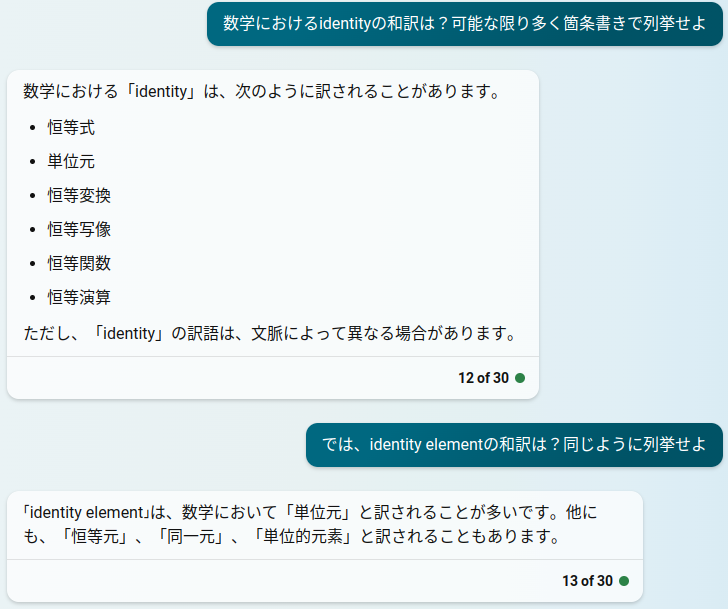 数学におけるidentityの和訳は？可能な限り多く箇条書きで列挙せよ
数学における「identity」は、次のように訳されることがあります。
• 恒等式
• 単位元
• 恒等変換
• 恒等写像
• 恒等関数
• 恒等演算
ただし、「identity」の訳語は、文脈によって異なる場合があります。
12 of 30
では、identity elementの和訳は？同じように列挙せよ
｢identity element｣は、数学において「単位元」と訳されることが多いです。他に
も、「恒等元」、「同一元」、「単位的元素」と訳されることもあります。
13 of 30